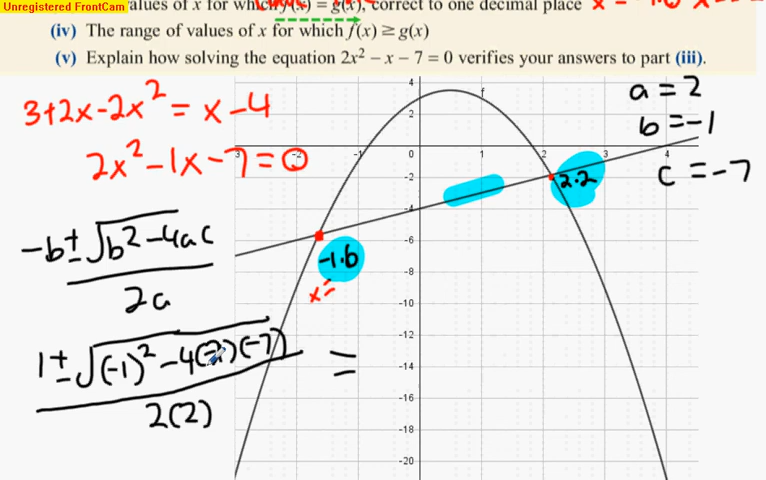 Unregistered FrontCam
alues of x for which f(x) = g(x), correct to one decimal place
(iv) The range of values of x for which f(x) ≥ g(x)
(v) Explain how solving the equation 2x² − x − 7 = 0 verifies your answers to part (iii).
3+2x-2x² = x-4
2x²-1x-7=0
a = 2
b = -1
c = -7
-b±√b²-4ac
2a
1±√(-1)²-4(2)(-7) =
2(2)
f
4
2
0
-2
-4
-6
-8
-10
-12
-14
-16
-18
-20
3 -2 -1 0 1 2 3 4
2.2
-1.6
x=